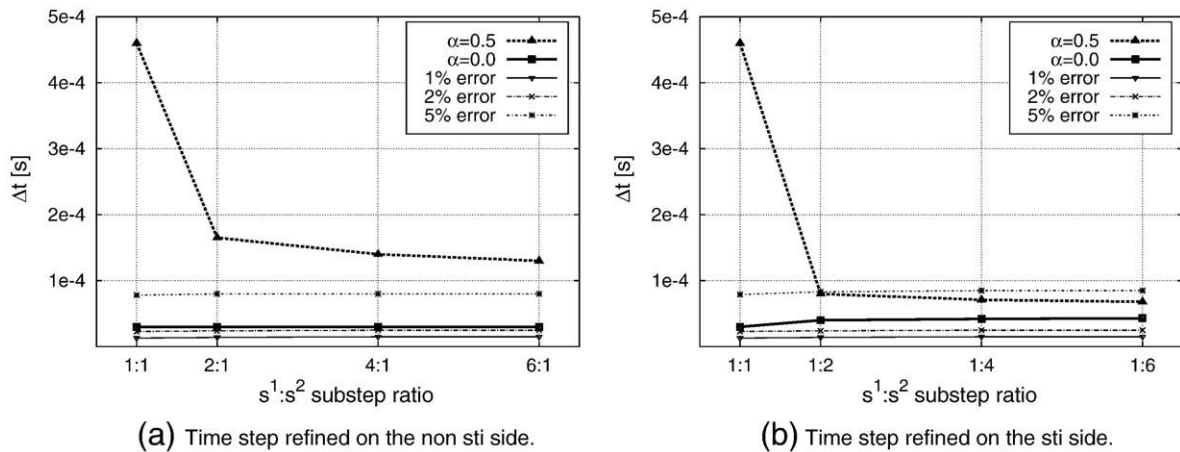 5e-4
4e-4
3e-4
2e-4
1e-4
Δt [s]
α=0.5
α=0.0
1% error
2% error
5% error
1:1
2:1
4:1
6:1
s¹:s² substep ratio
(a) Time step refined on the non sti side.
5e-4
4e-4
3e-4
2e-4
1e-4
Δt [s]
α=0.5
α=0.0
1% error
2% error
5% error
1:1
1:2
1:4
1:6
s¹:s² substep ratio
(b) Time step refined on the sti side.